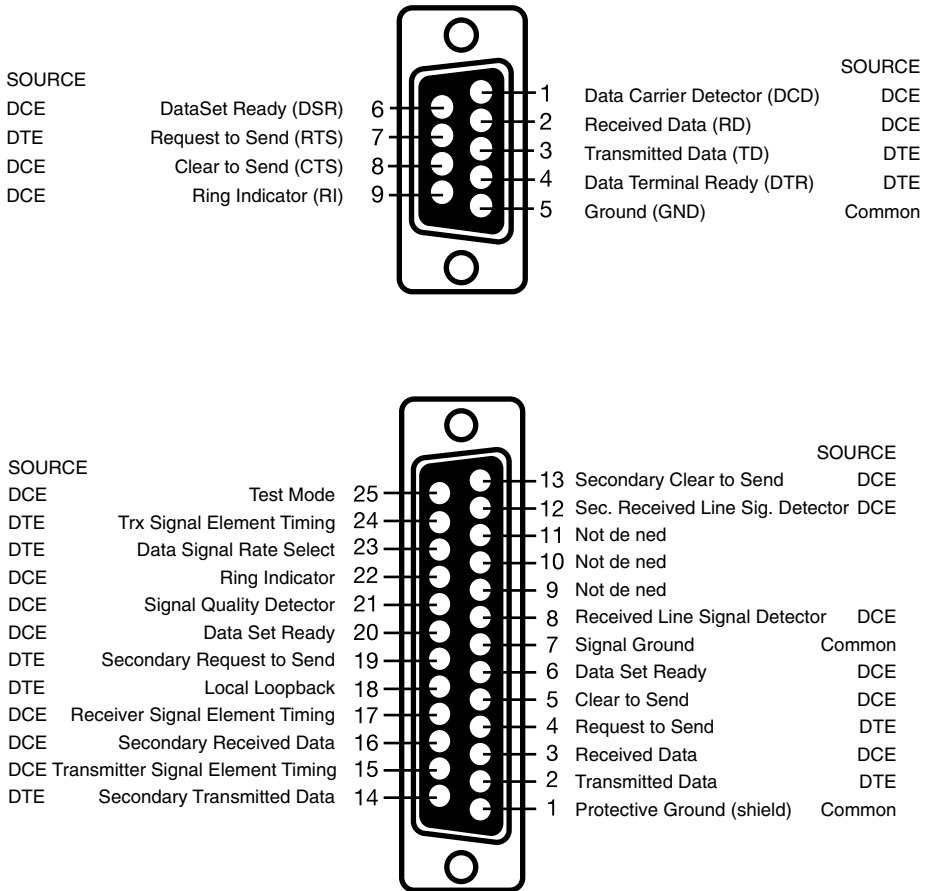 SOURCE
DCE DataSet Ready (DSR) 6
DTE Request to Send (RTS) 7
DCE Clear to Send (CTS) 8
DCE Ring Indicator (RI) 9
SOURCE
1 Data Carrier Detector (DCD) DCE
2 Received Data (RD) DCE
3 Transmitted Data (TD) DTE
4 Data Terminal Ready (DTR) DTE
5 Ground (GND) Common
SOURCE
DCE Test Mode 25
DTE Trx Signal Element Timing 24
DTE Data Signal Rate Select 23
DCE Ring Indicator 22
DCE Signal Quality Detector 21
DCE Data Set Ready 20
DTE Secondary Request to Send 19
DTE Local Loopback 18
DCE Receiver Signal Element Timing 17
DCE Secondary Received Data 16
DCE Transmitter Signal Element Timing 15
DTE Secondary Transmitted Data 14
SOURCE
13 Secondary Clear to Send DCE
12 Sec. Received Line Sig. Detector DCE
11 Not de ned
10 Not de ned
9 Not de ned
8 Received Line Signal Detector DCE
7 Signal Ground Common
6 Data Set Ready DCE
5 Clear to Send DCE
4 Request to Send DTE
3 Received Data DCE
2 Transmitted Data DTE
1 Protective Ground (shield) Common